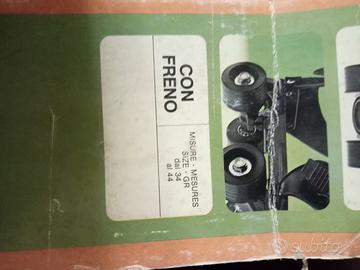 CON
FRENO
MISURE - MESURES
SIZE - GR
dal 34
al 44
subito